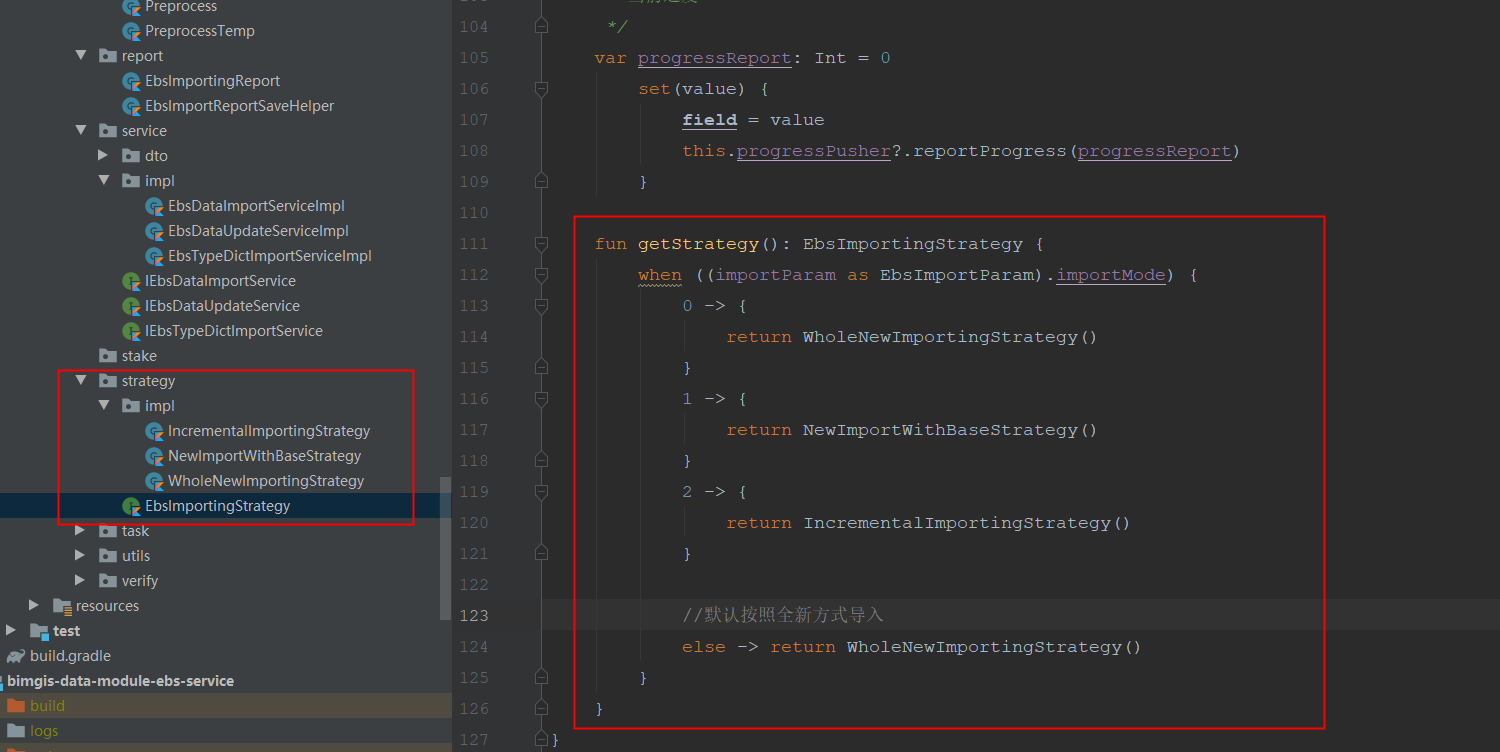 Preprocess
PreprocessTemp
report
EbsImportingReport
EbsImportReportSaveHelper
service
dto
impl
EbsDataImportServiceImpl
EbsDataUpdateServiceImpl
EbsTypeDictImportServiceImpl
IEbsDataImportService
IEbsDataUpdateService
IEbsTypeDictImportService
stake
strategy
impl
IncrementalImportingStrategy
NewImportWithBaseStrategy
WholeNewImportingStrategy
EbsImportingStrategy
task
utils
verify
resources
test
build.gradle
bimgis-data-module-ebs-service
build
logs
104 */
105 var progressReport: Int = 0
106 set(value) {
107 field = value
108 this.progressPusher?.reportProgress(progressReport)
109 }
110
111 fun getStrategy(): EbsImportingStrategy {
112 when ((importParam as EbsImportParam).importMode) {
113 0 -> {
114 return WholeNewImportingStrategy()
115 }
116 1 -> {
117 return NewImportWithBaseStrategy()
118 }
119 2 -> {
120 return IncrementalImportingStrategy()
121 }
122
123 //默认按照全新方式导入
124 else -> return WholeNewImportingStrategy()
125 }
126 }
127 }